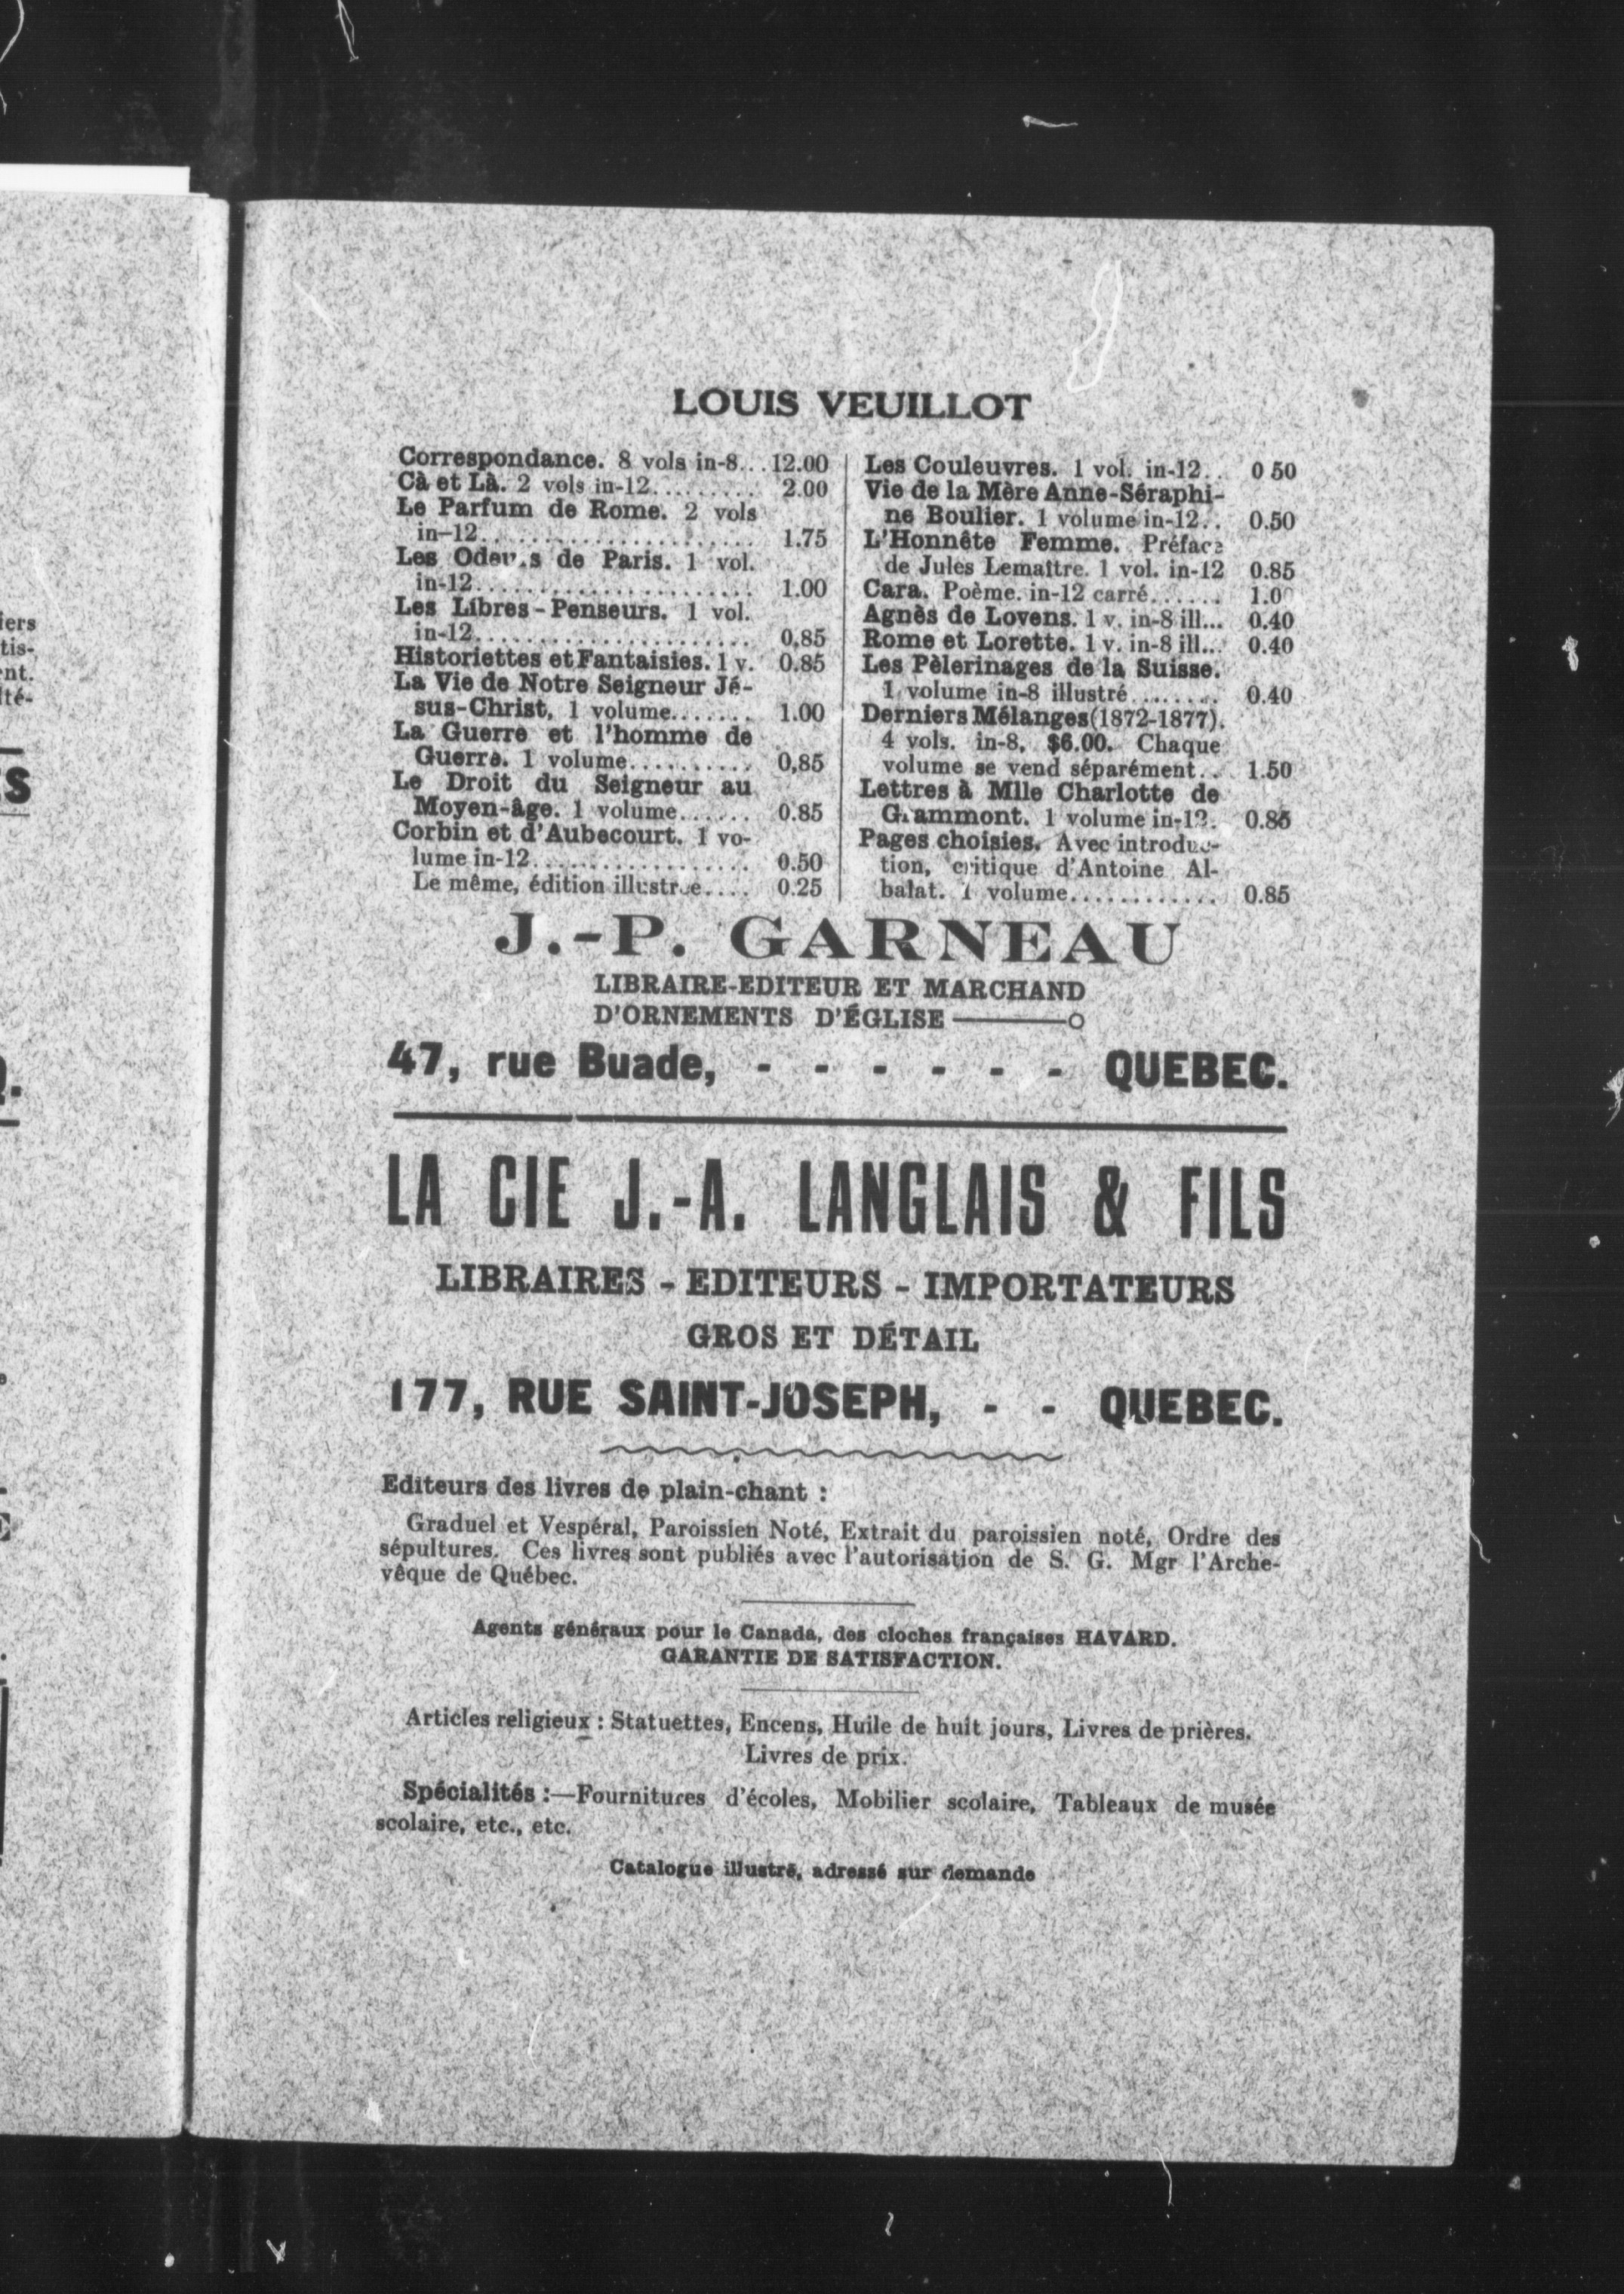 LOUIS VEUILLOT
Correspondance. 8 vols in-8... 12.00
Cà et Là. 2 vols in-12......... 2.00
Le Parfum de Rome. 2 vols
in-12...................... 1.75
Les Odeu.s de Paris. 1 vol.
in-12...................... 1.00
Les Libres-Penseurs. 1 vol.
in-12...................... 0,85
Historiettes et Fantaisies. 1 v. 0.85
La Vie de Notre Seigneur Jé-
sus-Christ, 1 volume....... 1.00
La Guerre et l'homme de
Guerre. 1 volume.......... 0,85
Le Droit du Seigneur au
Moyen-âge. 1 volume...... 0.85
Corbin et d'Aubecourt. 1 vo-
lume in-12.................. 0.50
Le même, édition illustrée.... 0.25
Les Couleuvres. 1 vol. in-12.. 0 50
Vie de la Mère Anne-Séraphi-
ne Boulier. 1 volume in-12.. 0.50
L'Honnête Femme. Préface
de Jules Lemaître. 1 vol. in-12 0.85
Cara. Poème. in-12 carré...... 1.00
Agnès de Lovens. 1 v. in-8 ill... 0.40
Rome et Lorette. 1 v. in-8 ill... 0.40
Les Pèlerinages de la Suisse.
1 volume in-8 illustré....... 0.40
Derniers Mélanges (1872-1877).
4 vols. in-8, $6.00. Chaque
volume se vend séparément.. 1.50
Lettres à Mlle Charlotte de
Grammont. 1 volume in-12. 0.85
Pages choisies. Avec introduc-
tion, critique d'Antoine Al-
balat. 1 volume............ 0.85
J.-P. GARNEAU
LIBRAIRE-EDITEUR ET MARCHAND
D'ORNEMENTS D'ÉGLISE
47, rue Buade, - - - - - - QUEBEC.
LA CIE J.-A. LANGLAIS & FILS
LIBRAIRES - EDITEURS - IMPORTATEURS
GROS ET DÉTAIL
177, RUE SAINT-JOSEPH, - - QUEBEC.
Editeurs des livres de plain-chant :
Graduel et Vespéral, Paroissien Noté, Extrait du paroissien noté, Ordre des
sépultures. Ces livres sont publiés avec l'autorisation de S. G. Mgr l'Arche-
vêque de Québec.
Agents généraux pour le Canada, des cloches françaises HAVARD.
GARANTIE DE SATISFACTION.
Articles religieux : Statuettes, Encens, Huile de huit jours, Livres de prières.
Livres de prix.
Spécialités :—Fournitures d'écoles, Mobilier scolaire, Tableaux de musée
scolaire, etc., etc.
Catalogue illustré, adressé sur demande